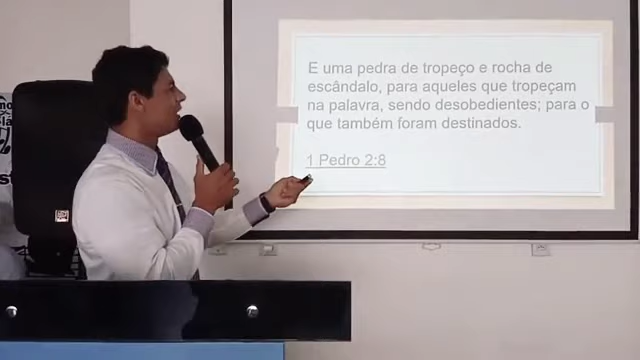 E uma pedra de tropeço e rocha de
escândalo, para aqueles que tropeçam
na palavra, sendo desobedientes; para o
que também foram destinados.
1 Pedro 2:8